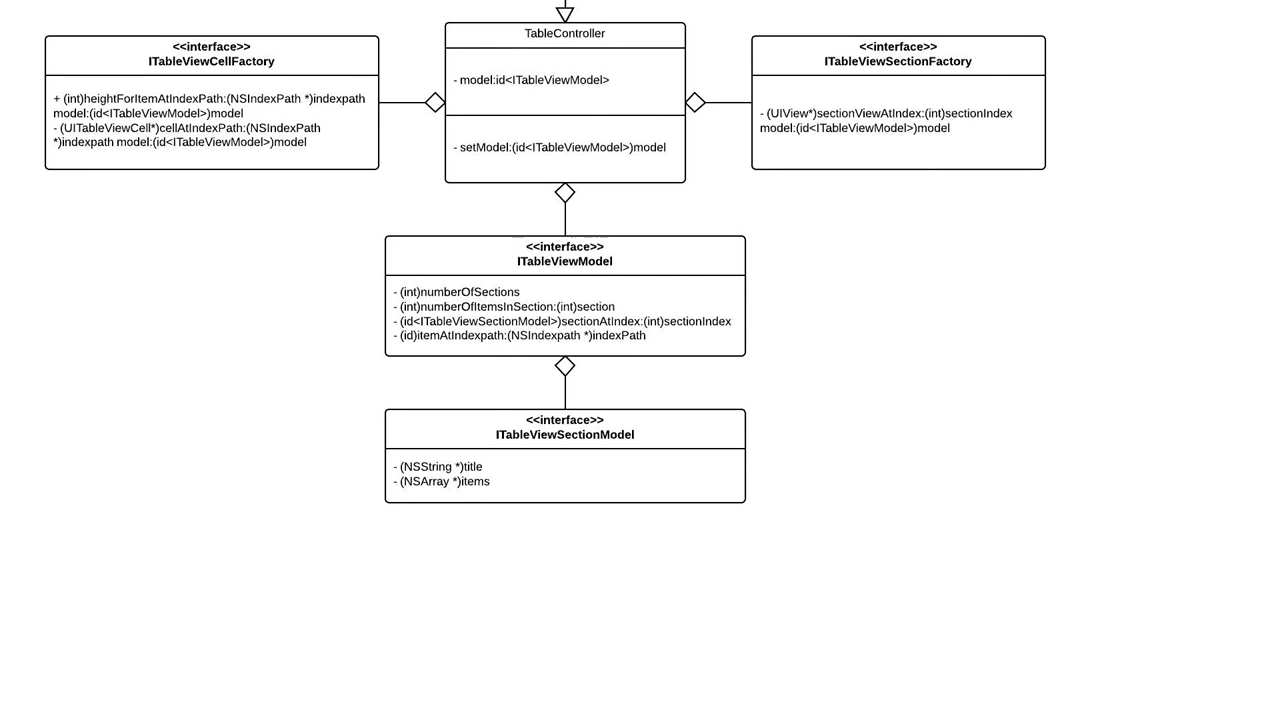 TableController
- model:id<ITableViewModel>
- setModel:(id<ITableViewModel>)model
<<interface>>
ITableViewCellFactory
+ (int)heightForItemAtIndexPath:(NSIndexPath *)indexpath
model:(id<ITableViewModel>)model
- (UITableViewCell*)cellAtIndexPath:(NSIndexPath
*)indexpath model:(id<ITableViewModel>)model
<<interface>>
ITableViewSectionFactory
- (UIView*)sectionViewAtIndex:(int)sectionIndex
model:(id<ITableViewModel>)model
<<interface>>
ITableViewModel
- (int)numberOfSections
- (int)numberOfItemsInSection:(int)section
- (id<ITableViewSectionModel>)sectionAtIndex:(int)sectionIndex
- (id)itemAtIndexpath:(NSIndexpath *)indexPath
<<interface>>
ITableViewSectionModel
- (NSString *)title
- (NSArray *)items